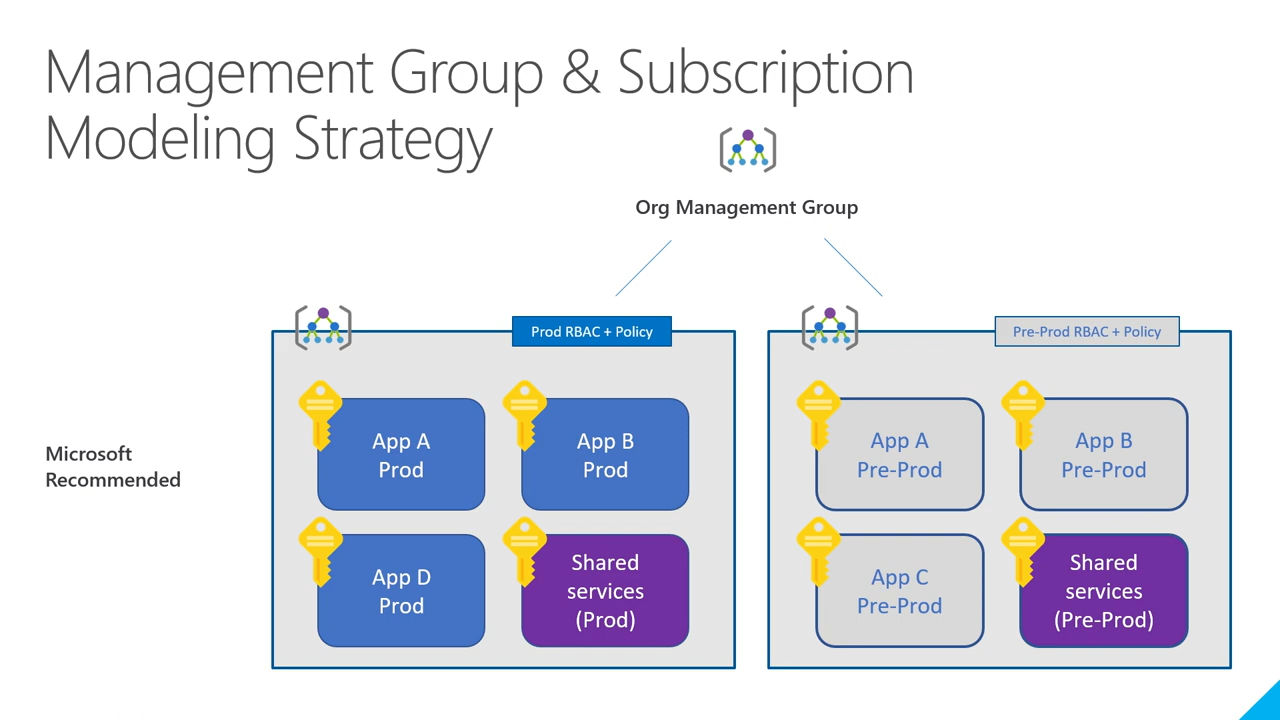 Management Group & Subscription
Modeling Strategy
Org Management Group
Prod RBAC + Policy
Pre-Prod RBAC + Policy
Microsoft
Recommended
App A
Prod
App B
Prod
App D
Prod
Shared
services
(Prod)
App A
Pre-Prod
App B
Pre-Prod
App C
Pre-Prod
Shared
services
(Pre-Prod)